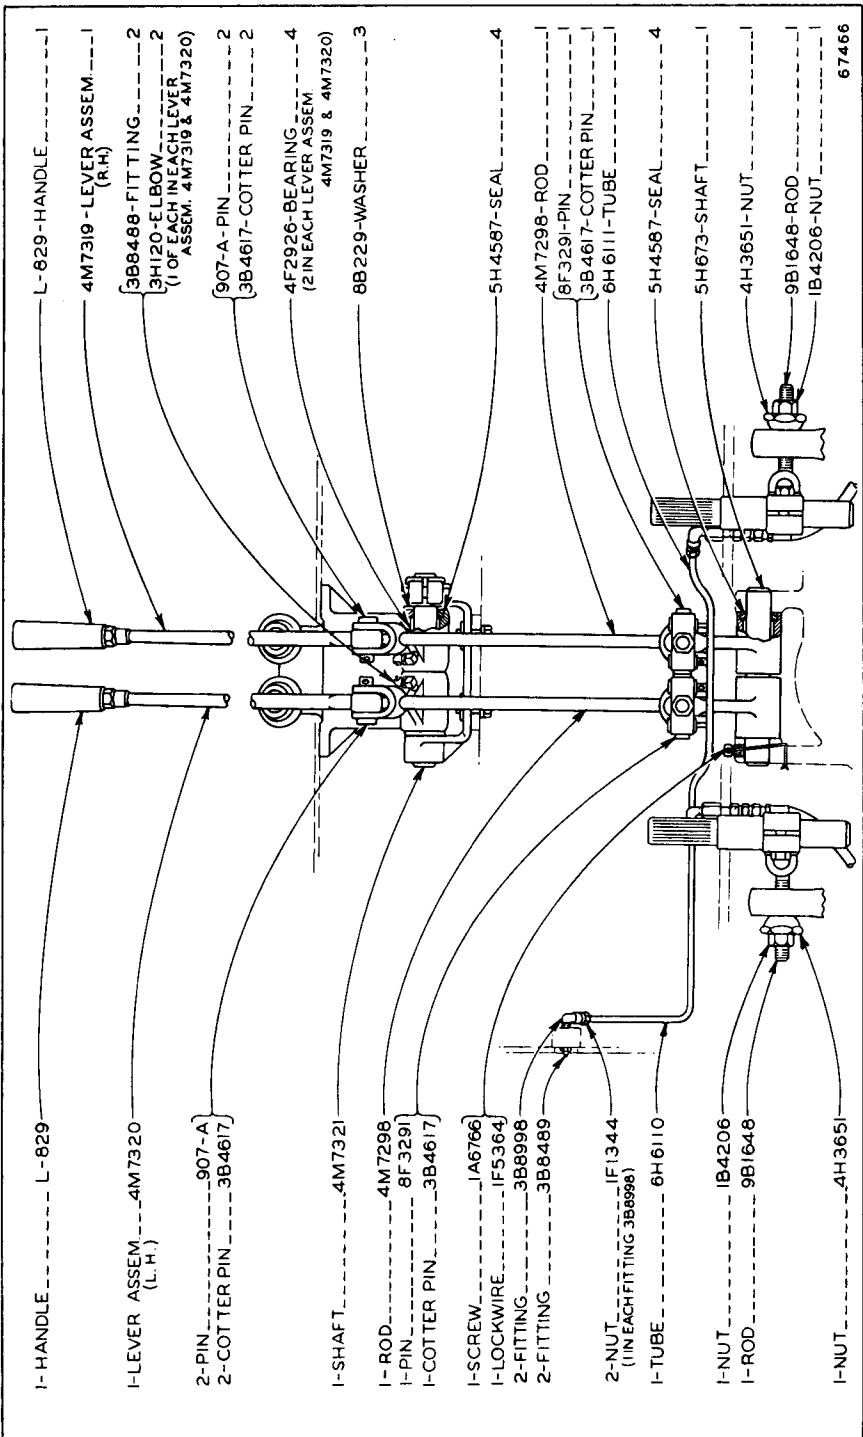 L-829-HANDLE------1
4M7319-LEVER ASSEM.---1
(R.H.)
3B8488-FITTING-----2
3H120-ELBOW--------2
(1 OF EACH IN EACH LEVER
ASSEM. 4M7319 & 4M7320)
907-A-PIN----------2
3B4617-COTTER PIN----2
4F2926-BEARING-----4
(2 IN EACH LEVER ASSEM.
4M7319 & 4M7320)
8B229-WASHER-------3
5H4587-SEAL--------4
4M7298-ROD---------1
8F3291-PIN---------1
3B4617-COTTER PIN----1
6H6111-TUBE--------1
5H4587-SEAL--------4
5H673-SHAFT--------1
4H3651-NUT---------1
9B1648-ROD---------1
1B4206-NUT---------1
67466
1-HANDLE------L-829
1-LEVER ASSEM.---4M7320
(L.H.)
2-PIN---------907-A
2-COTTER PIN----3B4617
1-SHAFT-------4M7321
1-ROD---------4M7298
1-PIN---------8F3291
1-COTTER PIN----3B4617
1-SCREW-------1A6766
1-LOCKWIRE-----1F5364
2-FITTING------3B8998
2-FITTING------3B8489
2-NUT---------1F1344
(1 IN EACH FITTING 3B8998)
1-TUBE--------6H6110
1-NUT---------1B4206
1-ROD---------9B1648
1-NUT---------4H3651